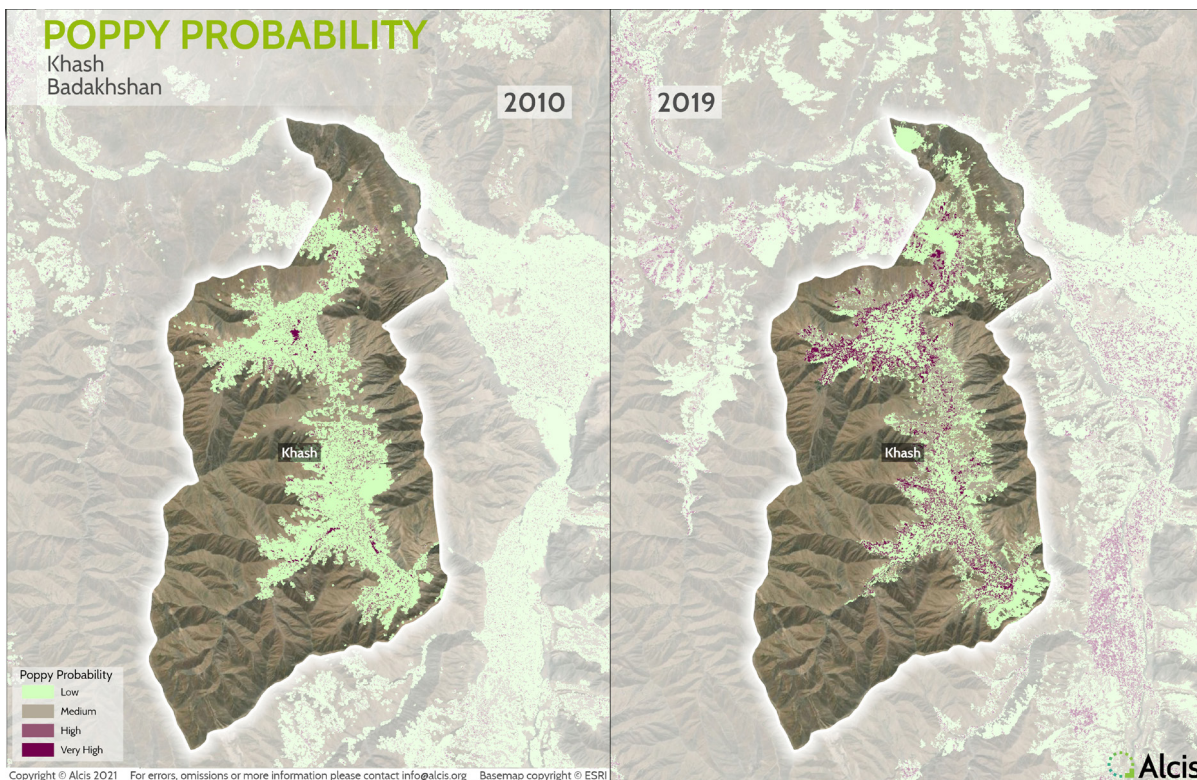 POPPY PROBABILITY
Khash
Badakhshan
2010
2019
Khash
Khash
Poppy Probability
Low
Medium
High
Very High
Copyright © Alcis 2021 For errors, omissions or more information please contact info@alcis.org Basemap copyright © ESRI
Alcis